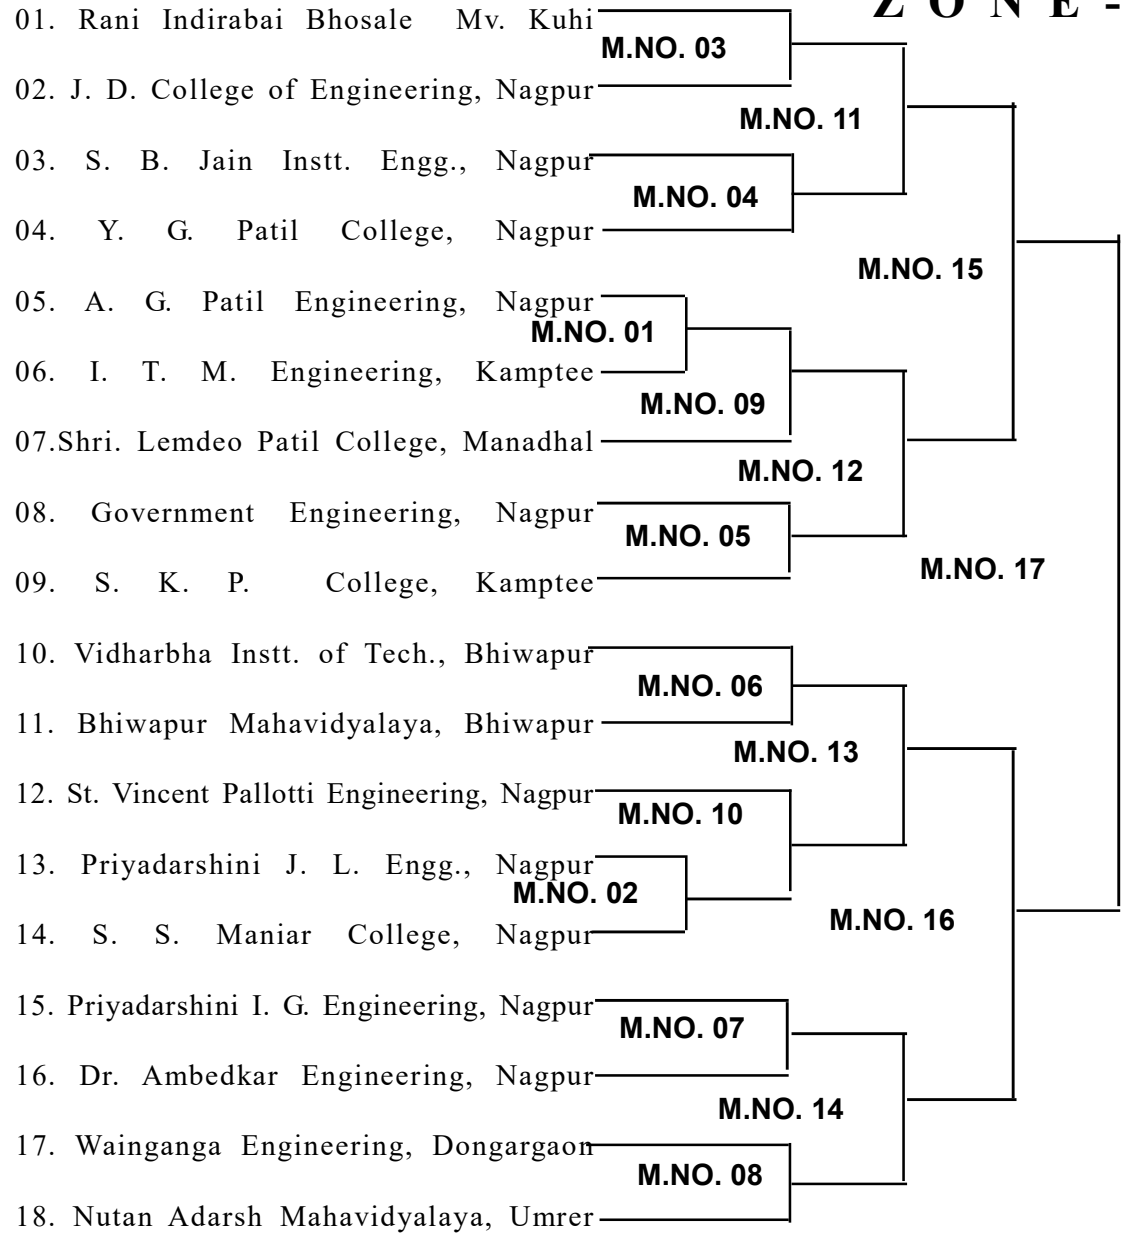 Z O N E -
01. Rani Indirabai Bhosale Mv. Kuhi
M.NO. 03
02. J. D. College of Engineering, Nagpur
M.NO. 11
03. S. B. Jain Instt. Engg., Nagpur
M.NO. 04
04. Y. G. Patil College, Nagpur
M.NO. 15
05. A. G. Patil Engineering, Nagpur
M.NO. 01
06. I. T. M. Engineering, Kamptee
M.NO. 09
07.Shri. Lemdeo Patil College, Manadhal
M.NO. 12
08. Government Engineering, Nagpur
M.NO. 05
M.NO. 17
09. S. K. P. College, Kamptee
10. Vidharbha Instt. of Tech., Bhiwapur
M.NO. 06
11. Bhiwapur Mahavidyalaya, Bhiwapur
M.NO. 13
12. St. Vincent Pallotti Engineering, Nagpur
M.NO. 10
13. Priyadarshini J. L. Engg., Nagpur
M.NO. 02
M.NO. 16
14. S. S. Maniar College, Nagpur
15. Priyadarshini I. G. Engineering, Nagpur
M.NO. 07
16. Dr. Ambedkar Engineering, Nagpur
M.NO. 14
17. Wainganga Engineering, Dongargaon
M.NO. 08
18. Nutan Adarsh Mahavidyalaya, Umrer